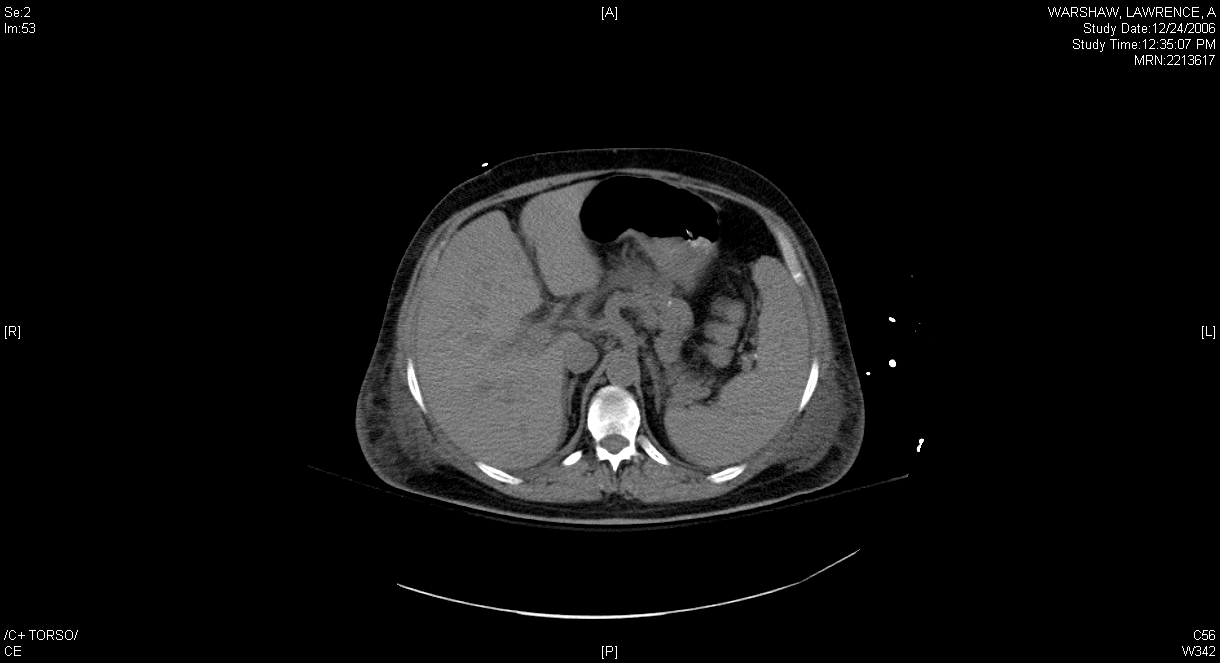 Se:2
Im:53
[A]
WARSHAW, LAWRENCE, A
Study Date:12/24/2006
Study Time:12:35:07 PM
MRN:2213617
[R]
[L]
/C+ TORSO/
CE
[P]
C56
W342